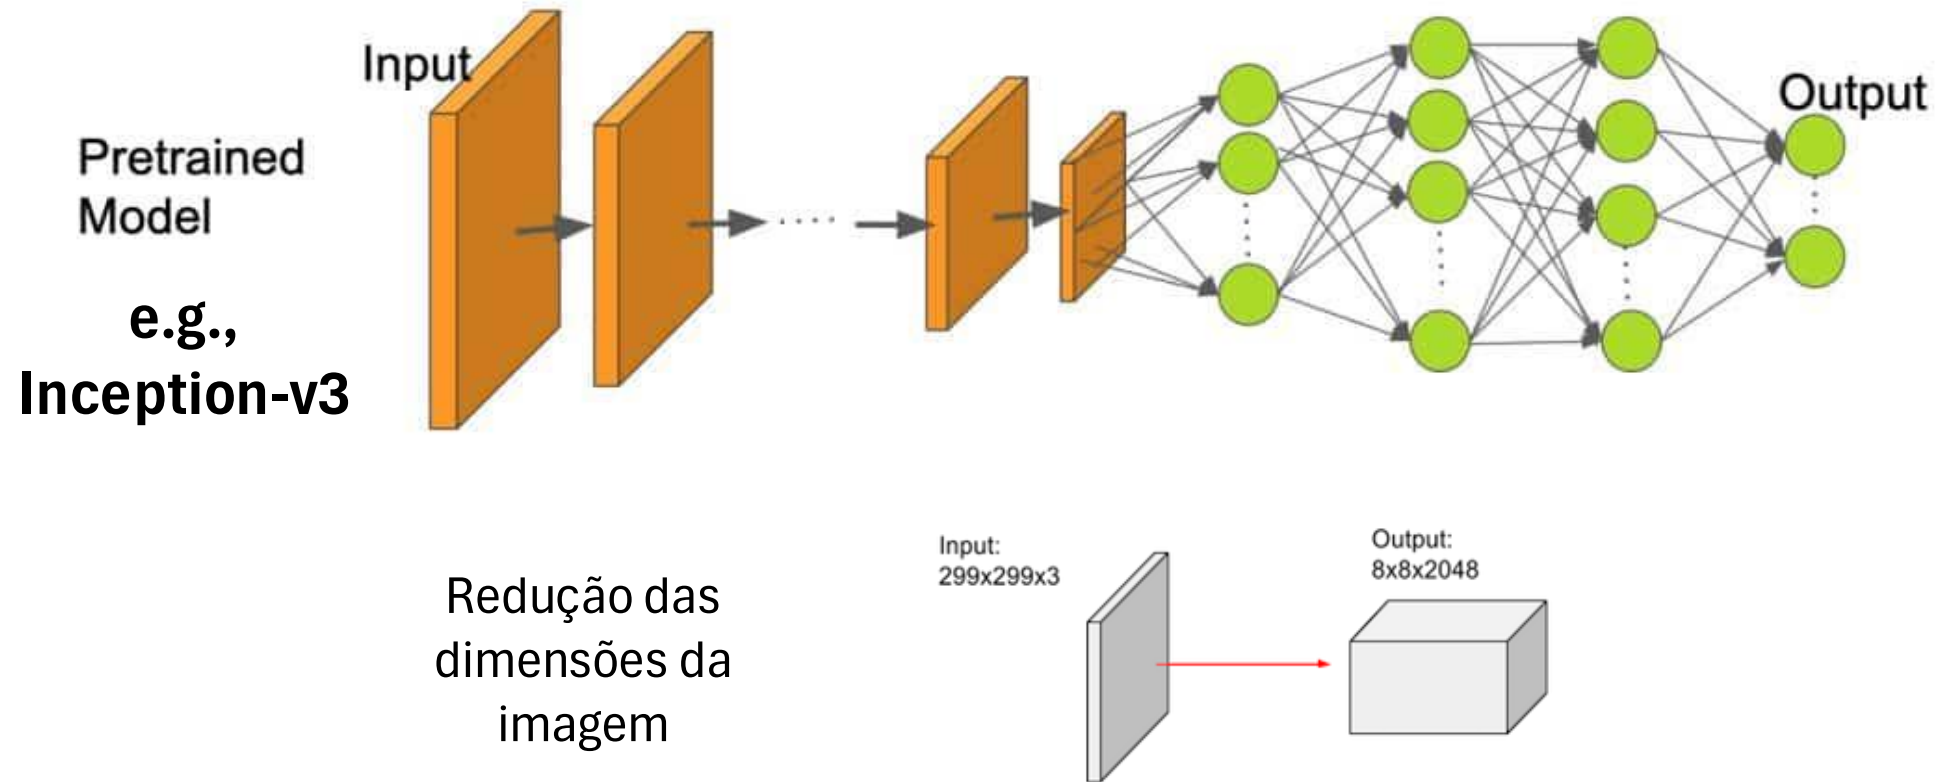 Input
Output
Pretrained
Model
e.g.,
Inception-v3
Input:
299x299x3
Output:
8x8x2048
Redução das
dimensões da
imagem